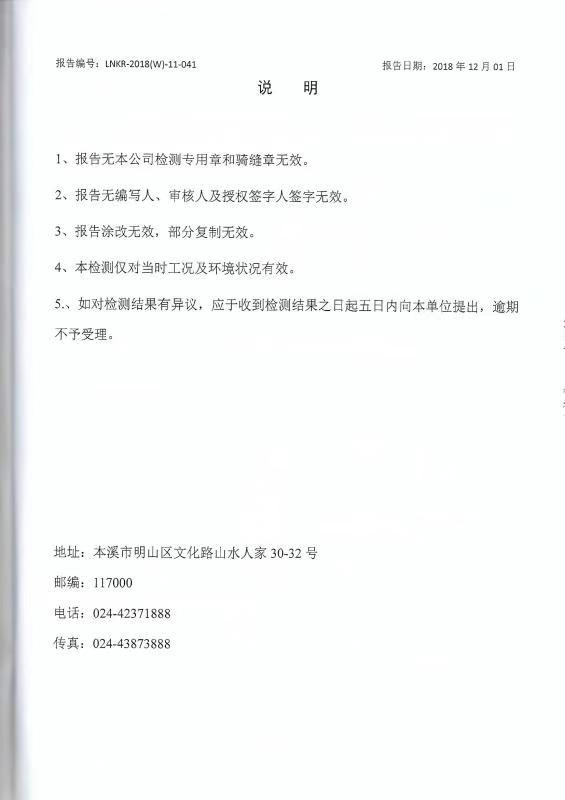 报告编号：LNKR-2018(W)-11-041 报告日期：2018 年 12 月 01 日
说 明
1、报告无本公司检测专用章和骑缝章无效。
2、报告无编写人、审核人及授权签字人签字无效。
3、报告涂改无效，部分复制无效。
4、本检测仅对当时工况及环境状况有效。
5.、如对检测结果有异议，应于收到检测结果之日起五日内向本单位提出，逾期
不予受理。
地址：本溪市明山区文化路山水人家 30-32 号
邮编：117000
电话：024-42371888
传真：024-43873888